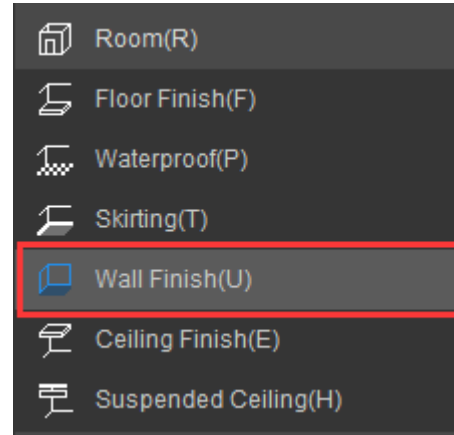 Room(R)
Floor Finish(F)
Waterproof(P)
Skirting(T)
Wall Finish(U)
Ceiling Finish(E)
Suspended Ceiling(H)